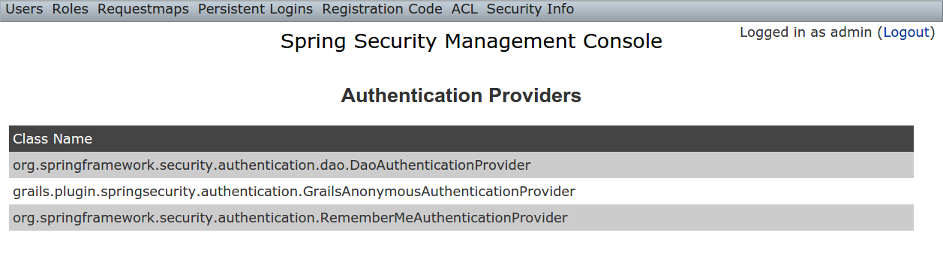 Users Roles Requestmaps Persistent Logins Registration Code ACL Security Info
Logged in as admin (Logout)
Spring Security Management Console
Authentication Providers
Class Name
org.springframework.security.authentication.dao.DaoAuthenticationProvider
grails.plugin.springsecurity.authentication.GrailsAnonymousAuthenticationProvider
org.springframework.security.authentication.RememberMeAuthenticationProvider